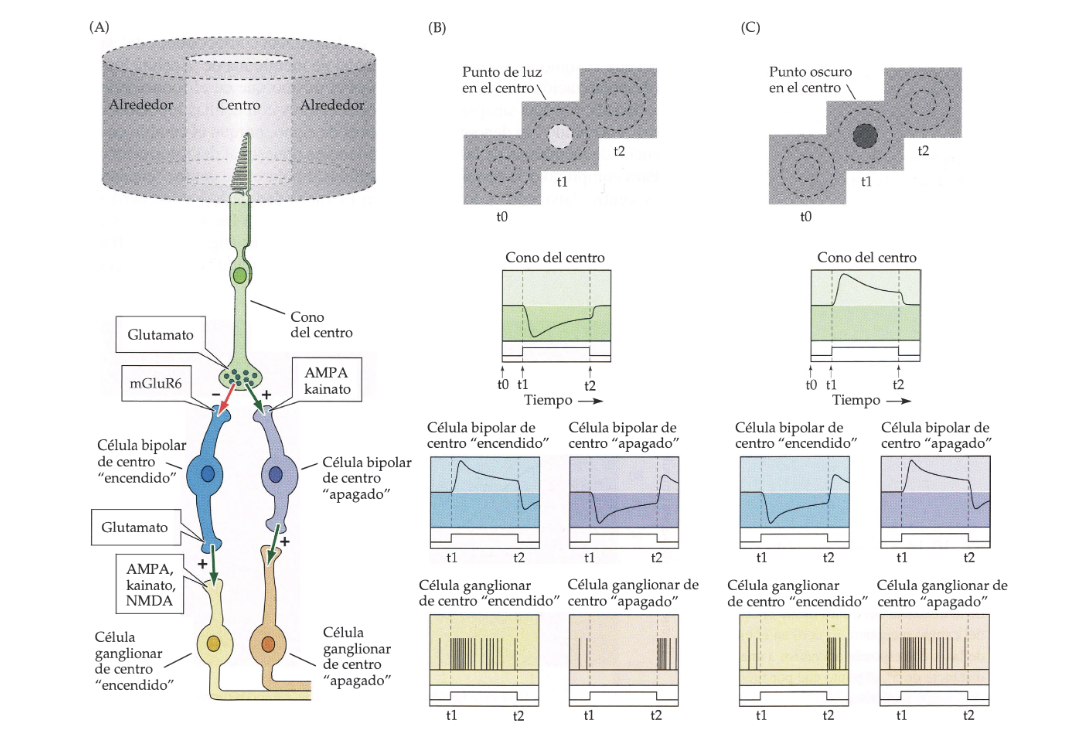 (A)
Alrededor
Centro
Alrededor
Cono
del centro
Glutamato
mGluR6
AMPA
kainato
–
+
Célula bipolar
de centro
“encendido”
Célula bipolar
de centro
“apagado”
Glutamato
+
+
AMPA,
kainato,
NMDA
Célula
ganglionar
de centro
“encendido”
Célula
ganglionar
de centro
“apagado”
(B)
Punto de luz
en el centro
t0
t1
t2
Cono del centro
t0 t1 t2
Tiempo
Célula bipolar de
centro “encendido”
t1 t2
Célula bipolar de
centro “apagado”
t1 t2
Célula ganglionar
de centro “encendido”
t1 t2
Célula ganglionar de
centro “apagado”
t1 t2
(C)
Punto oscuro
en el centro
t0
t1
t2
Cono del centro
t0 t1 t2
Tiempo
Célula bipolar de
centro “encendido”
t1 t2
Célula bipolar de
centro “apagado”
t1 t2
Célula ganglionar
de centro “encendido”
t1 t2
Célula ganglionar de
centro “apagado”
t1 t2